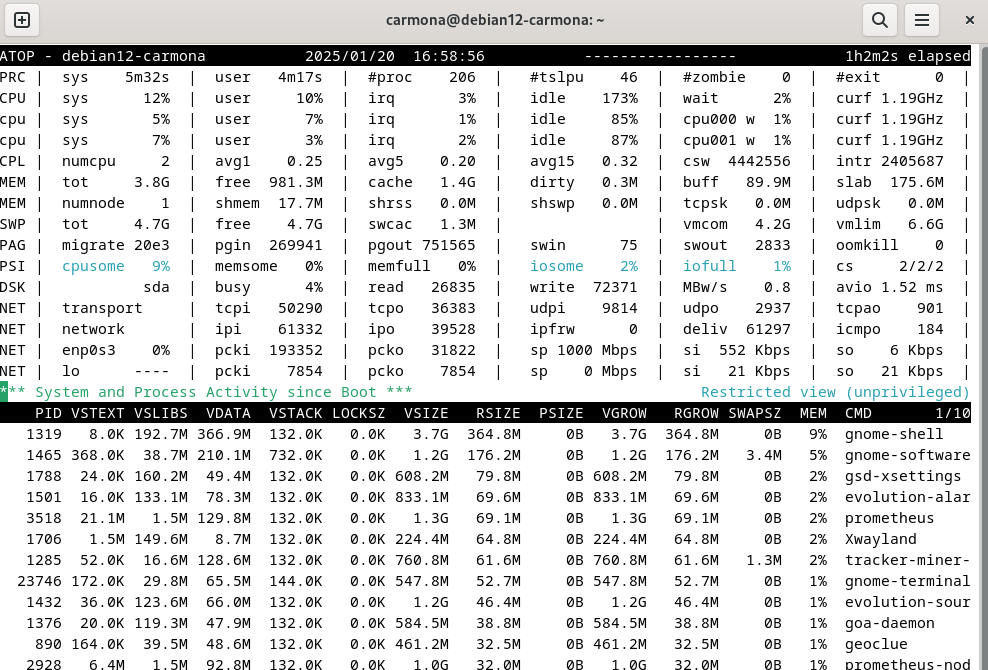 carmona@debian12-carmona: ~
ATOP - debian12-carmona 2025/01/20 16:58:56 ----------------- 1h2m2s elapsed
PRC | sys 5m32s | user 4m17s | #proc 206 | #tslpu 46 | #zombie 0 | #exit 0 |
CPU | sys 12% | user 10% | irq 3% | idle 173% | wait 2% | curf 1.19GHz |
cpu | sys 5% | user 7% | irq 1% | idle 85% | cpu000 w 1% | curf 1.19GHz |
cpu | sys 7% | user 3% | irq 2% | idle 87% | cpu001 w 1% | curf 1.19GHz |
CPL | numcpu 2 | avg1 0.25 | avg5 0.20 | avg15 0.32 | csw 4442556 | intr 2405687 |
MEM | tot 3.8G | free 981.3M | cache 1.4G | dirty 0.3M | buff 89.9M | slab 175.6M |
MEM | numnode 1 | shmem 17.7M | shrss 0.0M | shswp 0.0M | tcpsk 0.0M | udpsk 0.0M |
SWP | tot 4.7G | free 4.7G | swcac 1.3M | | vmcom 4.2G | vmlim 6.6G |
PAG | migrate 20e3 | pgin 269941 | pgout 751565 | swin 75 | swout 2833 | oomkill 0 |
PSI | cpusome 9% | memsome 0% | memfull 0% | iosome 2% | iofull 1% | cs 2/2/2 |
DSK | sda | busy 4% | read 26835 | write 72371 | MBw/s 0.8 | avio 1.52 ms |
NET | transport | tcpi 50290 | tcpo 36383 | udpi 9814 | udpo 2937 | tcpao 901 |
NET | network | ipi 61332 | ipo 39528 | ipfrw 0 | deliv 61297 | icmpo 184 |
NET | enp0s3 0% | pcki 193352 | pcko 31822 | sp 1000 Mbps | si 552 Kbps | so 6 Kbps |
NET | lo ---- | pcki 7854 | pcko 7854 | sp 0 Mbps | si 21 Kbps | so 21 Kbps |
*** System and Process Activity since Boot *** Restricted view (unprivileged)
PID VSTEXT VSLIBS VDATA VSTACK LOCKSZ VSIZE RSIZE PSIZE VGROW RGROW SWAPSZ MEM CMD 1/10
1319 8.0K 192.7M 366.9M 132.0K 0.0K 3.7G 364.8M 0B 3.7G 364.8M 0B 9% gnome-shell
1465 368.0K 38.7M 210.1M 732.0K 0.0K 1.2G 176.2M 0B 1.2G 176.2M 3.4M 5% gnome-software
1788 24.0K 160.2M 49.4M 132.0K 0.0K 608.2M 79.8M 0B 608.2M 79.8M 0B 2% gsd-xsettings
1501 16.0K 133.1M 78.3M 132.0K 0.0K 833.1M 69.6M 0B 833.1M 69.6M 0B 2% evolution-alar
3518 21.1M 1.5M 129.8M 132.0K 0.0K 1.3G 69.1M 0B 1.3G 69.1M 0B 2% prometheus
1706 1.5M 149.6M 8.7M 132.0K 0.0K 224.4M 64.8M 0B 224.4M 64.8M 0B 2% Xwayland
1285 52.0K 16.6M 128.6M 132.0K 0.0K 760.8M 61.6M 0B 760.8M 61.6M 1.3M 2% tracker-miner-
23746 172.0K 29.8M 65.5M 144.0K 0.0K 547.8M 52.7M 0B 547.8M 52.7M 0B 1% gnome-terminal
1432 36.0K 123.6M 66.0M 132.0K 0.0K 1.2G 46.4M 0B 1.2G 46.4M 0B 1% evolution-sour
1376 20.0K 119.3M 47.9M 132.0K 0.0K 584.5M 38.8M 0B 584.5M 38.8M 0B 1% goa-daemon
890 164.0K 39.5M 48.6M 132.0K 0.0K 461.2M 32.5M 0B 461.2M 32.5M 0B 1% geoclue
2928 6.4M 1.5M 92.8M 132.0K 0.0K 1.0G 32.0M 0B 1.0G 32.0M 0B 1% prometheus-nod